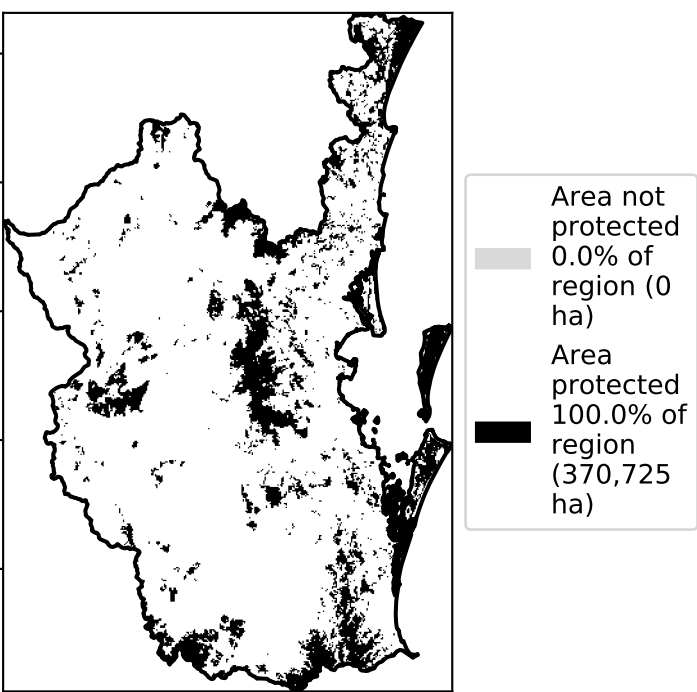 Area not
protected
0.0% of
region (0
ha)
Area
protected
100.0% of
region
(370,725
ha)